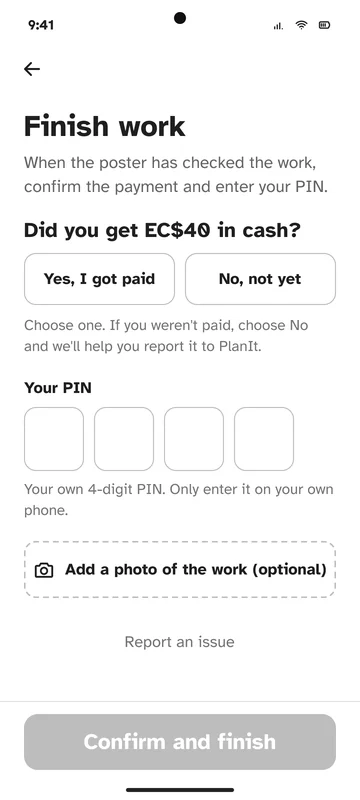 9:41
Finish work
When the poster has checked the work,
confirm the payment and enter your PIN.
Did you get EC$40 in cash?
Yes, I got paid
No, not yet
Choose one. If you weren't paid, choose No
and we'll help you report it to PlanIt.
Your PIN
Your own 4-digit PIN. Only enter it on your own
phone.
Add a photo of the work (optional)
Report an issue
Confirm and finish